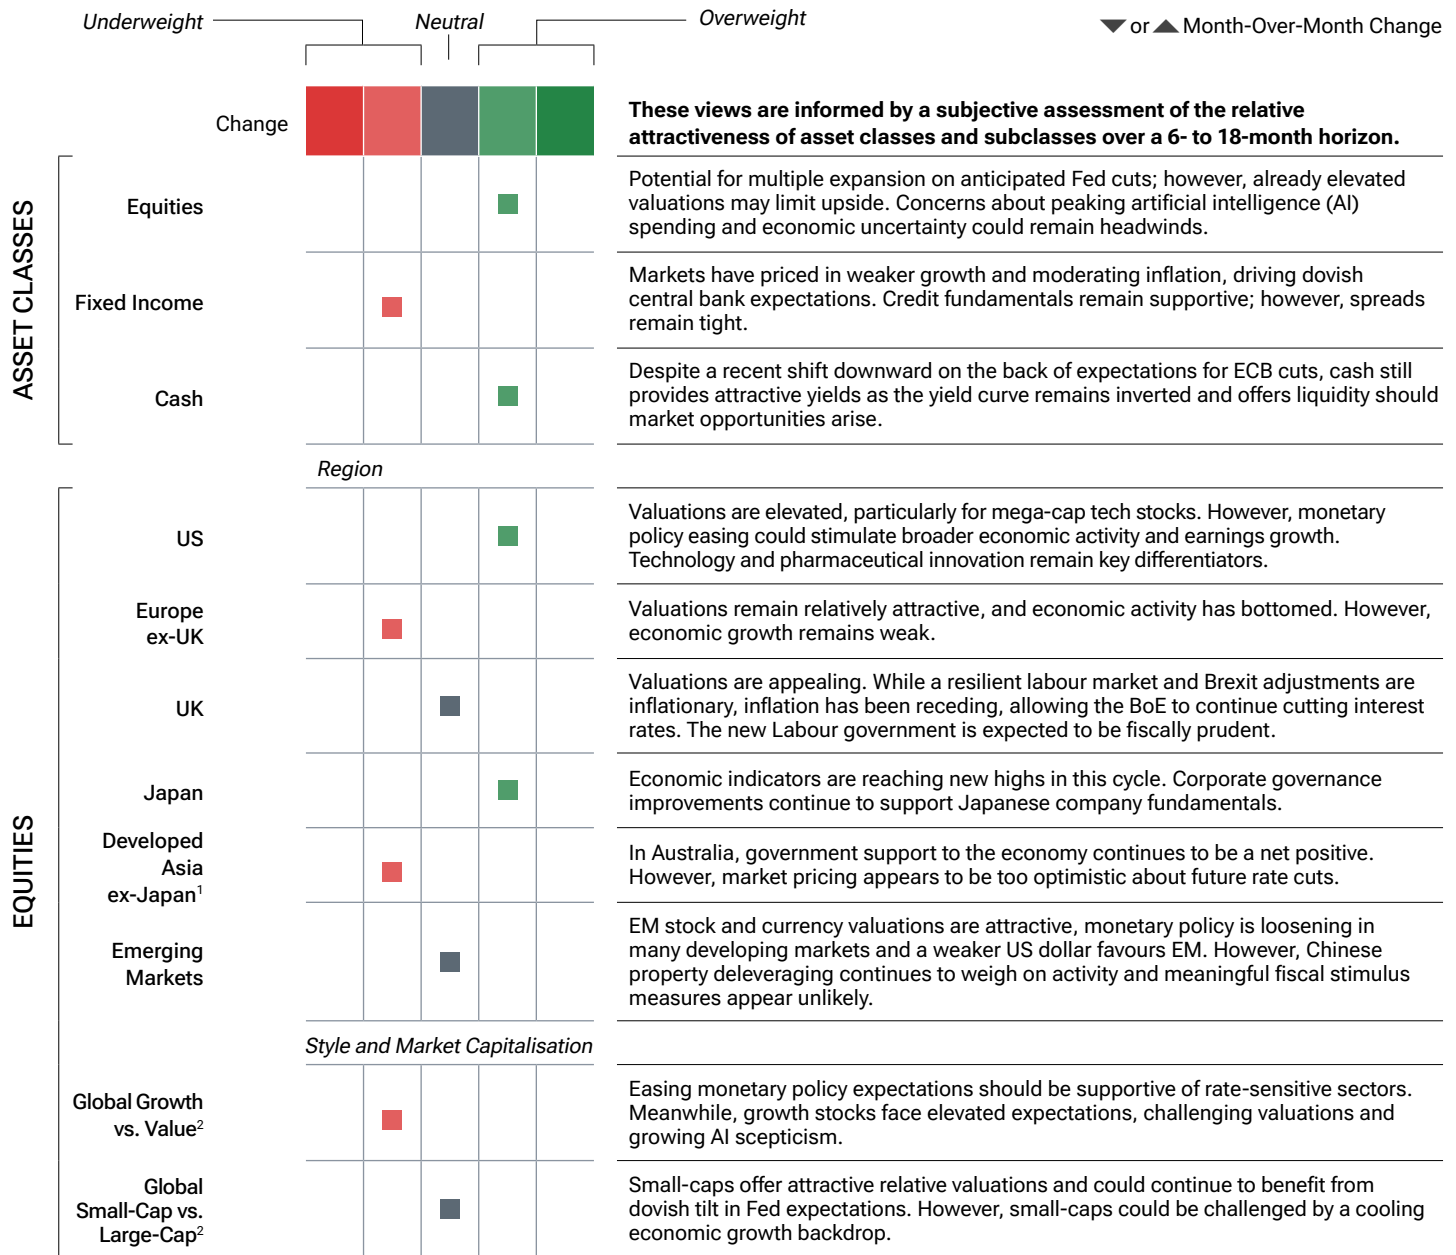 Underweight
Neutral
Overweight
▼ or ▲ Month-Over-Month Change
Change
These views are informed by a subjective assessment of the relative
attractiveness of asset classes and subclasses over a 6- to 18-month horizon.
ASSET CLASSES
Equities
Potential for multiple expansion on anticipated Fed cuts; however, already elevated
valuations may limit upside. Concerns about peaking artificial intelligence (AI)
spending and economic uncertainty could remain headwinds.
Fixed Income
Markets have priced in weaker growth and moderating inflation, driving dovish
central bank expectations. Credit fundamentals remain supportive; however, spreads
remain tight.
Cash
Despite a recent shift downward on the back of expectations for ECB cuts, cash still
provides attractive yields as the yield curve remains inverted and offers liquidity should
market opportunities arise.
Region
EQUITIES
US
Valuations are elevated, particularly for mega-cap tech stocks. However, monetary
policy easing could stimulate broader economic activity and earnings growth.
Technology and pharmaceutical innovation remain key differentiators.
Europe
ex-UK
Valuations remain relatively attractive, and economic activity has bottomed. However,
economic growth remains weak.
UK
Valuations are appealing. While a resilient labour market and Brexit adjustments are
inflationary, inflation has been receding, allowing the BoE to continue cutting interest
rates. The new Labour government is expected to be fiscally prudent.
Japan
Economic indicators are reaching new highs in this cycle. Corporate governance
improvements continue to support Japanese company fundamentals.
Developed
Asia
ex-Japan¹
In Australia, government support to the economy continues to be a net positive.
However, market pricing appears to be too optimistic about future rate cuts.
Emerging
Markets
EM stock and currency valuations are attractive, monetary policy is loosening in
many developing markets and a weaker US dollar favours EM. However, Chinese
property deleveraging continues to weigh on activity and meaningful fiscal stimulus
measures appear unlikely.
Style and Market Capitalisation
Global Growth
vs. Value²
Easing monetary policy expectations should be supportive of rate-sensitive sectors.
Meanwhile, growth stocks face elevated expectations, challenging valuations and
growing AI scepticism.
Global
Small-Cap vs.
Large-Cap²
Small-caps offer attractive relative valuations and could continue to benefit from
dovish tilt in Fed expectations. However, small-caps could be challenged by a cooling
economic growth backdrop.